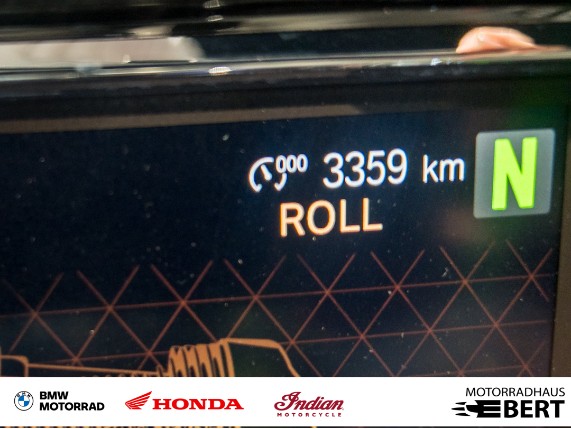 000 3359 km N
ROLL
BMW
MOTORRAD
HONDA
Indian
MOTORCYCLE
MOTORRADHAUS
EBERT